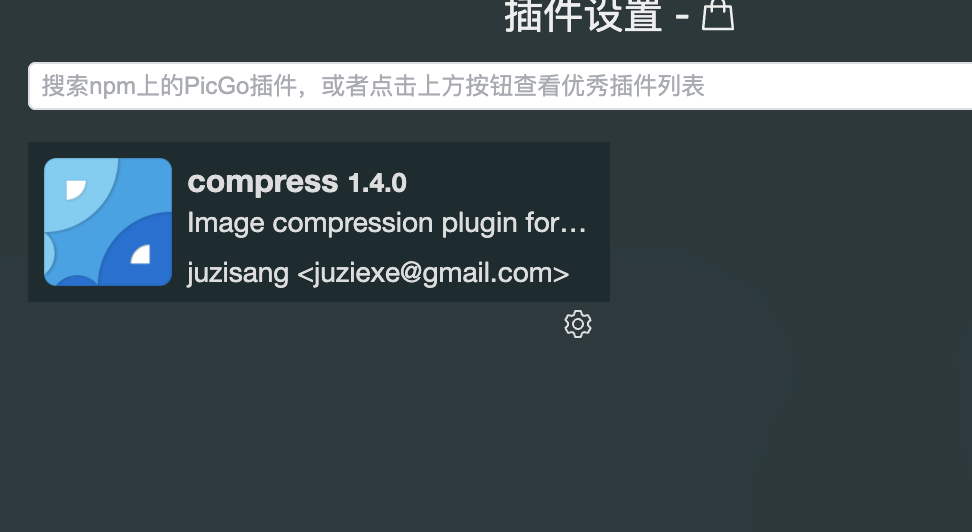 插件设置 -
搜索npm上的PicGo插件，或者点击上方按钮查看优秀插件列表
compress 1.4.0
Image compression plugin for…
juzisang <juziexe@gmail.com>